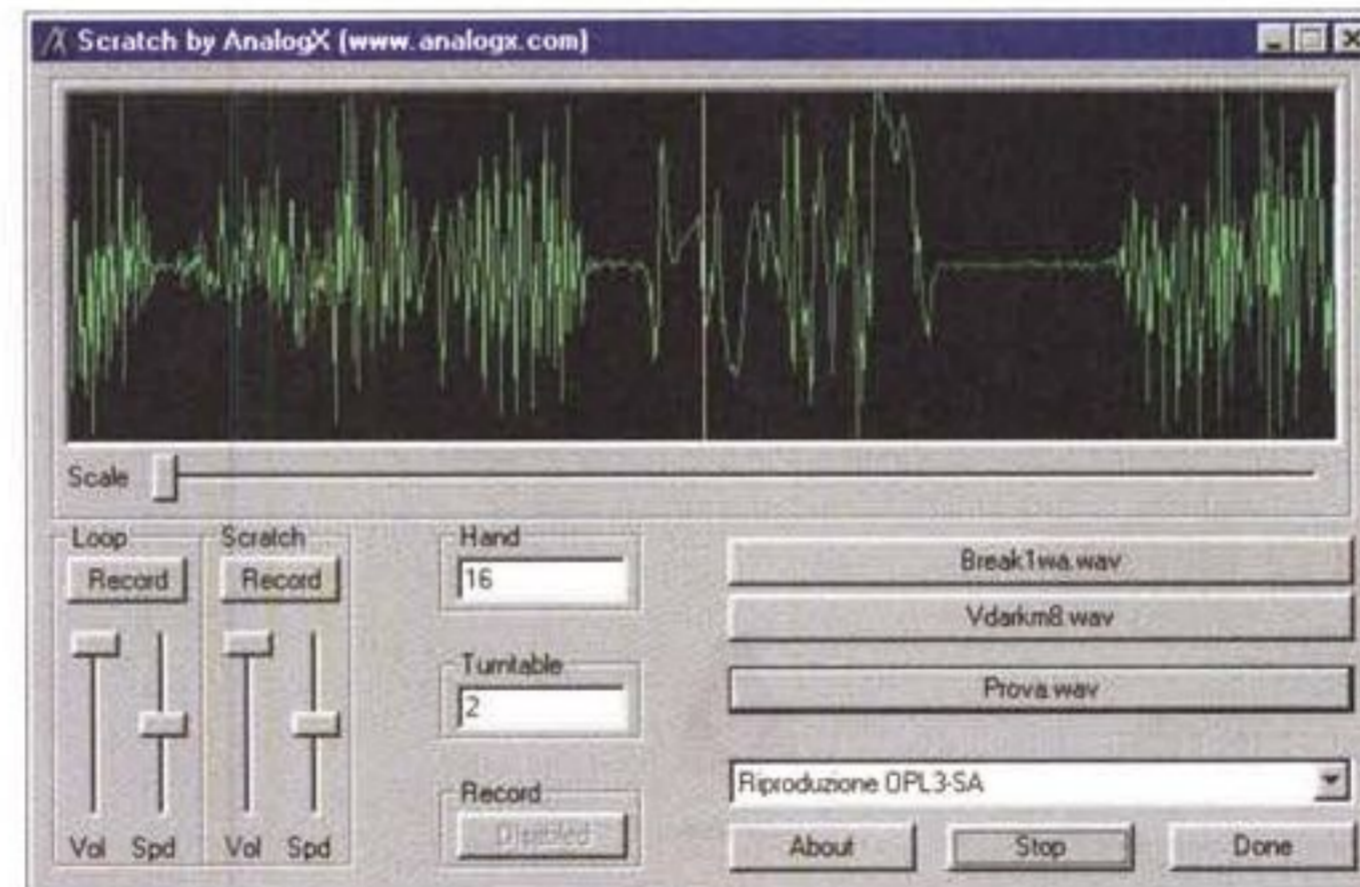 Scratch by AnalogX (www.analogx.com)
Scale
Loop
Record
Vol Spd
Scratch
Record
Vol Spd
Hand
16
Turntable
2
Record
Disabled
Break1wa.wav
Vdarkm8.wav
Prova.wav
Riproduzione OPL3-SA
About
Stop
Done